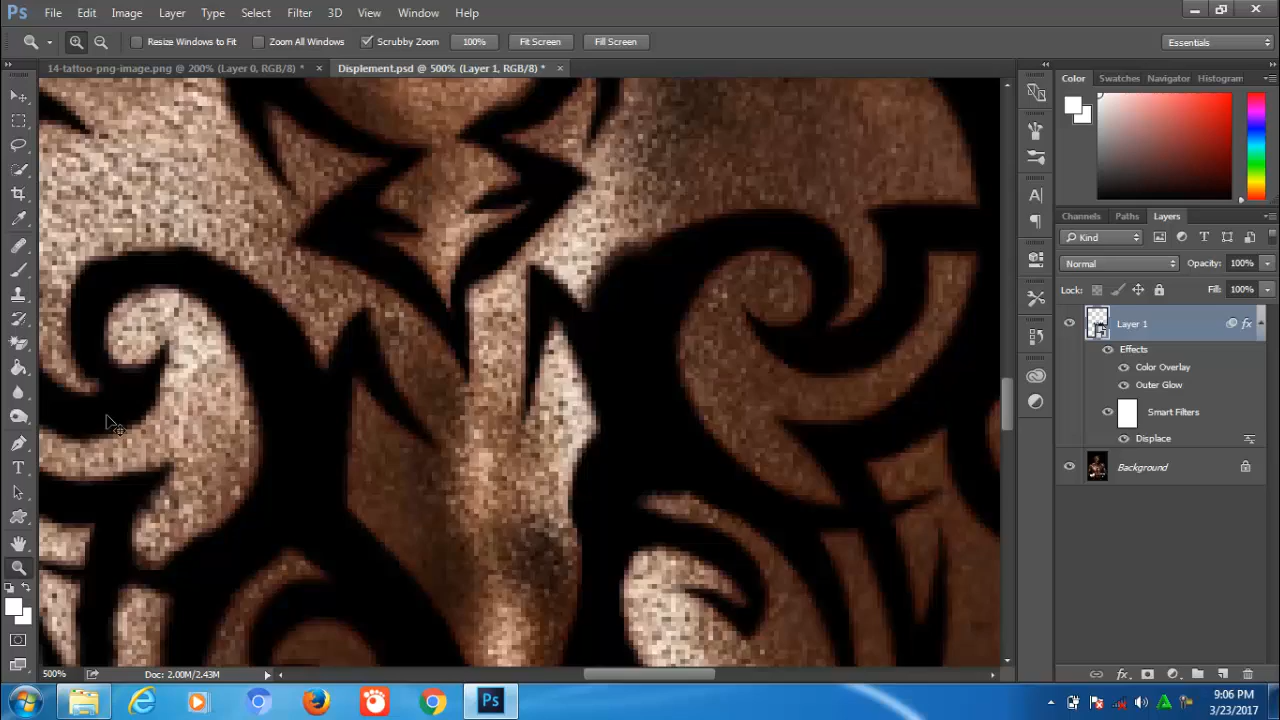 Ps File Edit Image Layer Type Select Filter 3D View Window Help
Resize Windows to Fit Zoom All Windows Scrubby Zoom 100% Fit Screen Fill Screen Essentials
14-tattoo-png-image.png @ 200% (Layer 0, RGB/8) * × Displement.psd @ 500% (Layer 1, RGB/8) * ×
Color Swatches Navigator Histogram
Channels Paths Layers
Kind
Normal Opacity: 100%
Lock: Fill: 100%
Layer 1 fx
Effects
Color Overlay
Outer Glow
Smart Filters
Displace
Background
500% Doc: 2.00M/2.43M
fx
Ps
9:06 PM
3/23/2017